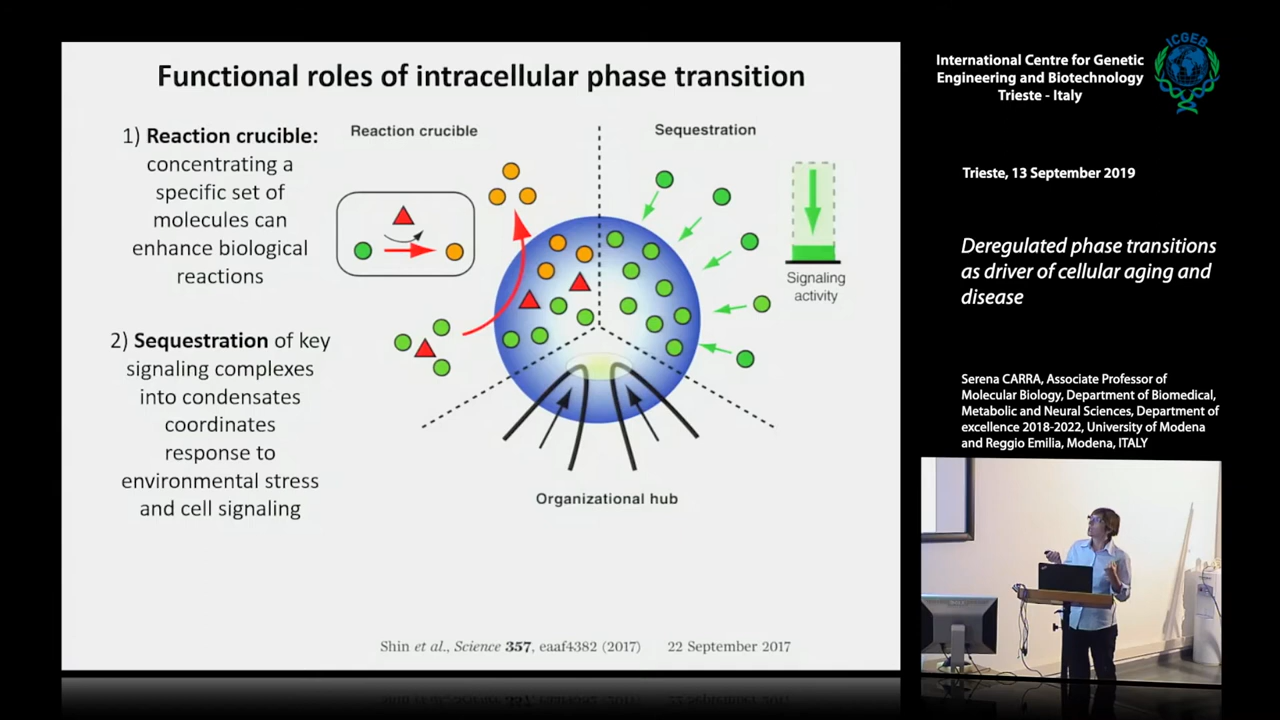 Functional roles of intracellular phase transition
1) Reaction crucible:
concentrating a
specific set of
molecules can
enhance biological
reactions
2) Sequestration of key
signaling complexes
into condensates
coordinates
response to
environmental stress
and cell signaling
Reaction crucible
Sequestration
Signaling
activity
Organizational hub
Shin et al., Science 357, eaaf4382 (2017) 22 September 2017
International Centre for Genetic
Engineering and Biotechnology
Trieste - Italy
ICGEB
Trieste, 13 September 2019
Deregulated phase transitions
as driver of cellular aging and
disease
Serena CARRA, Associate Professor of
Molecular Biology, Department of Biomedical,
Metabolic and Neural Sciences, Department of
excellence 2018-2022, University of Modena
and Reggio Emilia, Modena, ITALY